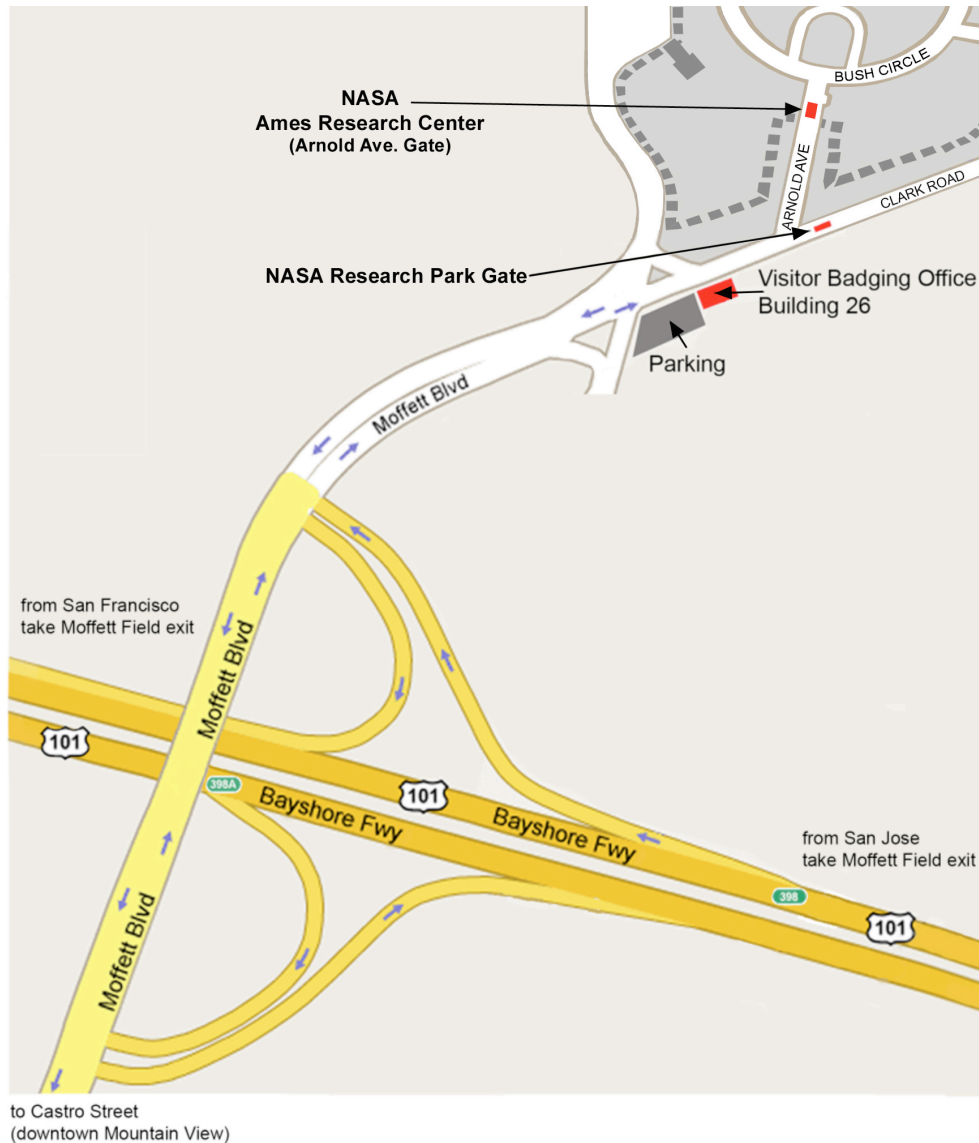 BUSH CIRCLE
NASA
Ames Research Center
(Arnold Ave. Gate)
ARNOLD AVE
CLARK ROAD
NASA Research Park Gate
Visitor Badging Office
Building 26
Parking
Moffett Blvd
from San Francisco
take Moffett Field exit
Moffett Blvd
101
398A
Bayshore Fwy
101
Bayshore Fwy
from San Jose
take Moffett Field exit
398
101
Moffett Blvd
to Castro Street
(downtown Mountain View)